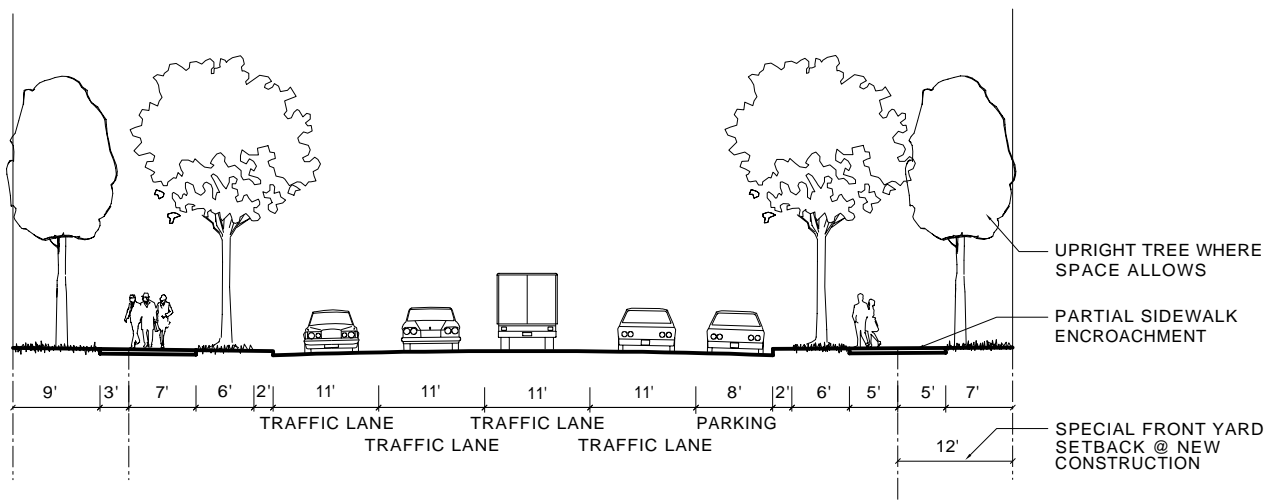 UPRIGHT TREE WHERE
SPACE ALLOWS
PARTIAL SIDEWALK
ENCROACHMENT
9' 3' 7' 6' 2' 11' 11' 11' 11' 8' 2' 6' 5' 5' 7'
TRAFFIC LANE TRAFFIC LANE PARKING
TRAFFIC LANE TRAFFIC LANE
12'
SPECIAL FRONT YARD
SETBACK @ NEW
CONSTRUCTION